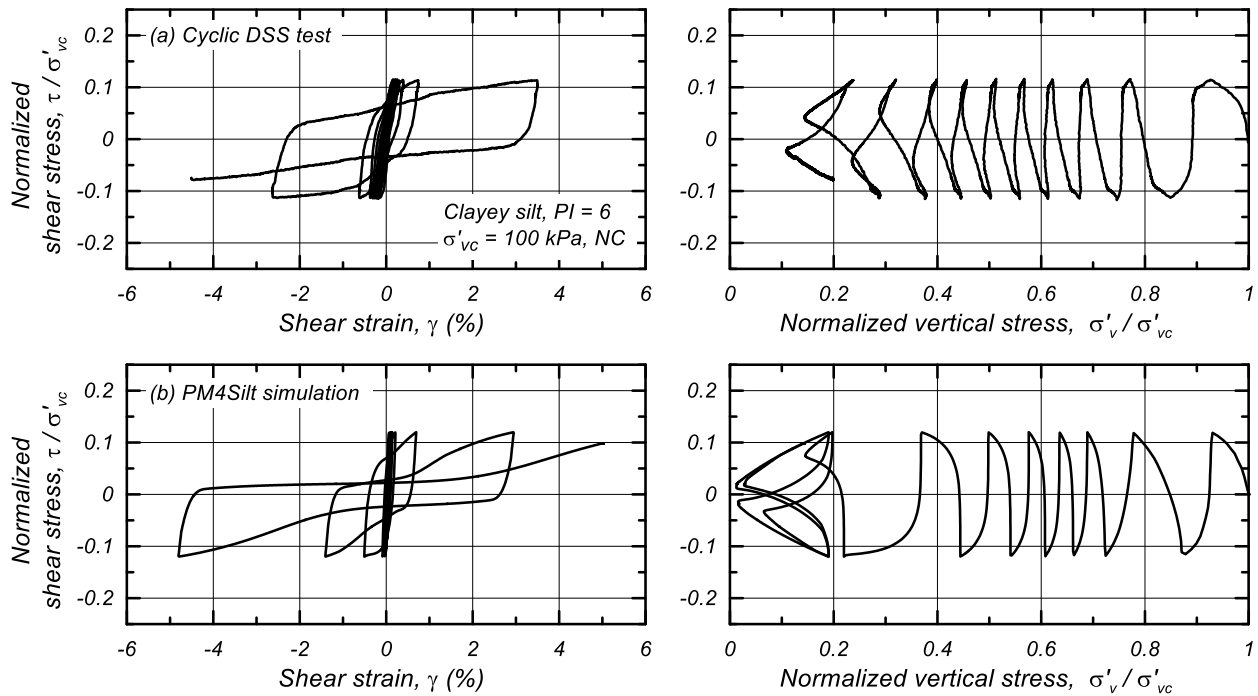 (a) Cyclic DSS test
0.2
0.1
0
-0.1
-0.2
Normalized
shear stress, τ / σ'vc
Clayey silt, PI = 6
σ'vc = 100 kPa, NC
-6 -4 -2 0 2 4 6
Shear strain, γ (%)
0.2
0.1
0
-0.1
-0.2
0 0.2 0.4 0.6 0.8 1
Normalized vertical stress, σ'v / σ'vc
(b) PM4Silt simulation
0.2
0.1
0
-0.1
-0.2
Normalized
shear stress, τ / σ'vc
-6 -4 -2 0 2 4 6
Shear strain, γ (%)
0.2
0.1
0
-0.1
-0.2
0 0.2 0.4 0.6 0.8 1
Normalized vertical stress, σ'v / σ'vc